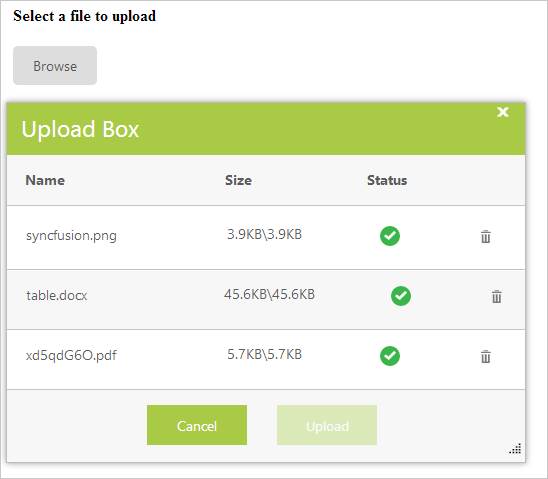 Select a file to upload
Browse
Upload Box
Name Size Status
syncfusion.png 3.9KB\3.9KB
table.docx 45.6KB\45.6KB
xd5qdG6O.pdf 5.7KB\5.7KB
Cancel Upload